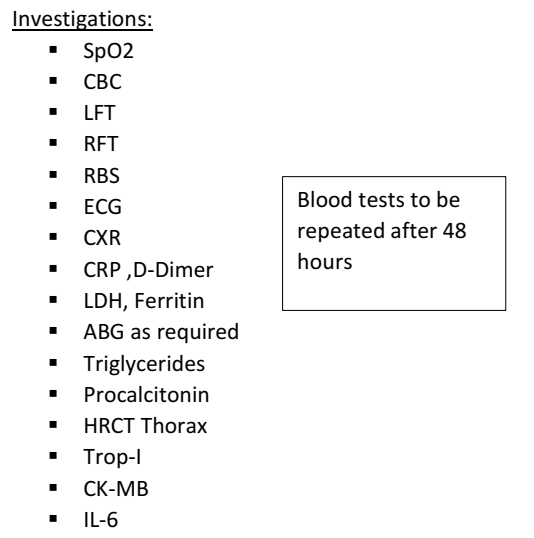 Investigations:
▪ SpO2
▪ CBC
▪ LFT
▪ RFT
▪ RBS
▪ ECG
▪ CXR
▪ CRP ,D-Dimer
▪ LDH, Ferritin
▪ ABG as required
▪ Triglycerides
▪ Procalcitonin
▪ HRCT Thorax
▪ Trop-I
▪ CK-MB
▪ IL-6
Blood tests to be
repeated after 48
hours